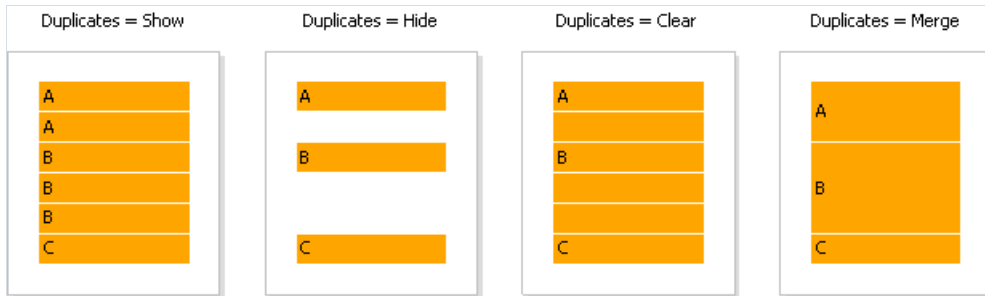 Duplicates = Show
A
A
B
B
B
C
Duplicates = Hide
A
B
C
Duplicates = Clear
A
B
C
Duplicates = Merge
A
B
C